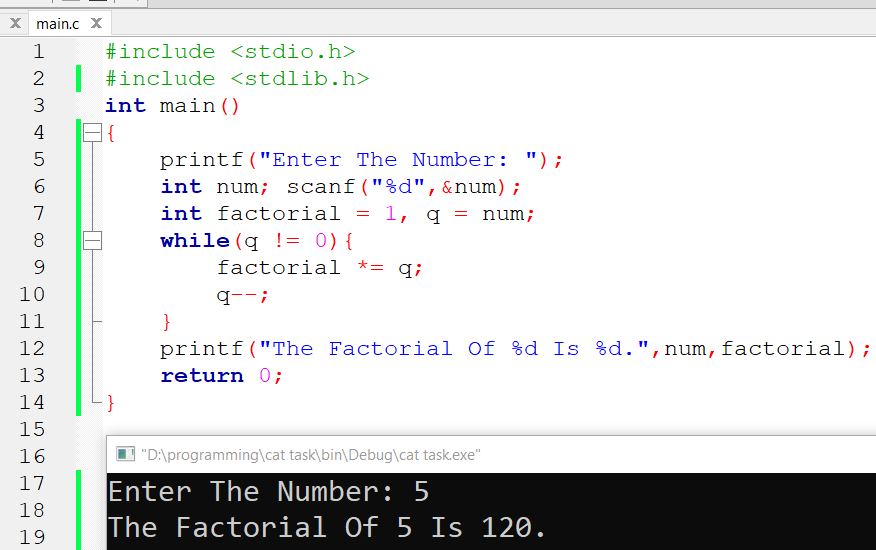 main.c
1 #include <stdio.h>
2 #include <stdlib.h>
3 int main()
4 {
5 printf("Enter The Number: ");
6 int num; scanf("%d",&num);
7 int factorial = 1, q = num;
8 while(q != 0){
9 factorial *= q;
10 q--;
11 }
12 printf("The Factorial Of %d Is %d.",num,factorial);
13 return 0;
14 }
15
16
17
18
19
"D:\programming\cat task\bin\Debug\cat task.exe"
Enter The Number: 5
The Factorial Of 5 Is 120.